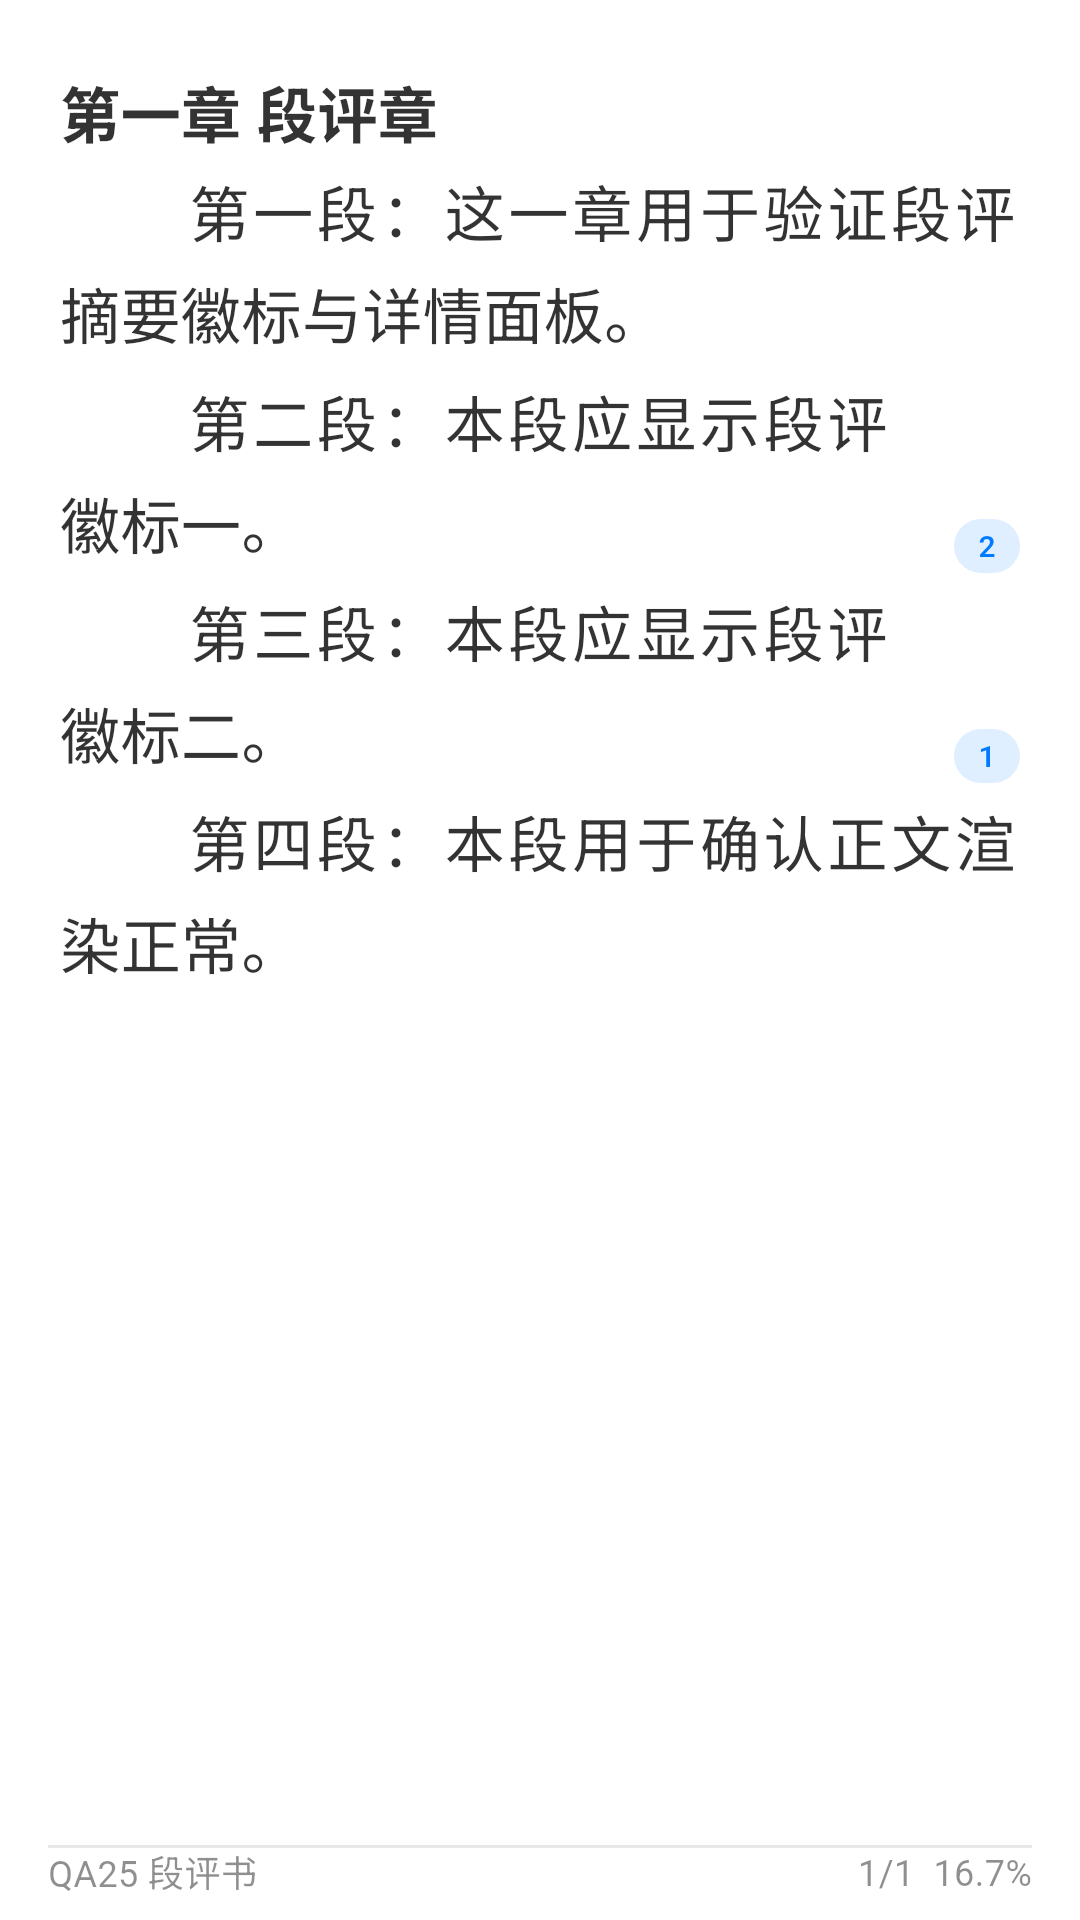 第一章 段评章
第一段：这一章用于验证段评
摘要徽标与详情面板。
第二段：本段应显示段评
徽标一。
2
第三段：本段应显示段评
徽标二。
1
第四段：本段用于确认正文渲
染正常。
QA25 段评书
1/1 16.7%